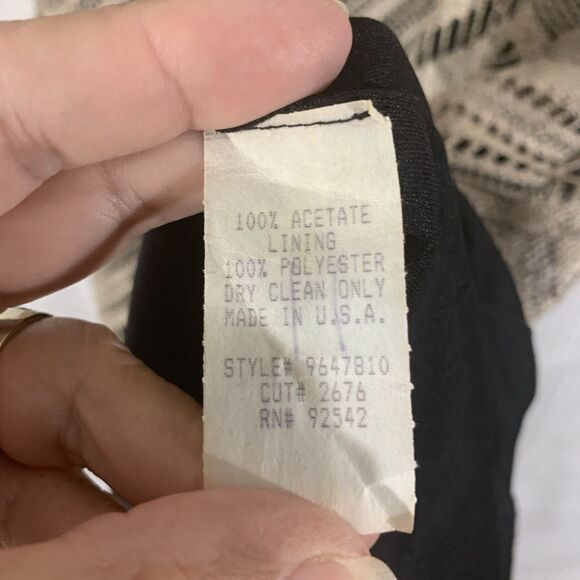 100% ACETATE
LINING
100% POLYESTER
DRY CLEAN ONLY
MADE IN U.S.A.
STYLE# 9647810
CUT# 2676
RN# 92542